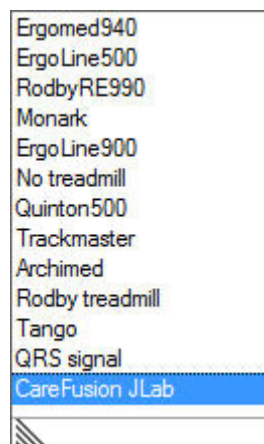 Ergomed940
ErgoLine500
RodbyRE990
Monark
ErgoLine900
No treadmill
Quinton500
Trackmaster
Archimed
Rodby treadmill
Tango
QRS signal
CareFusion JLab